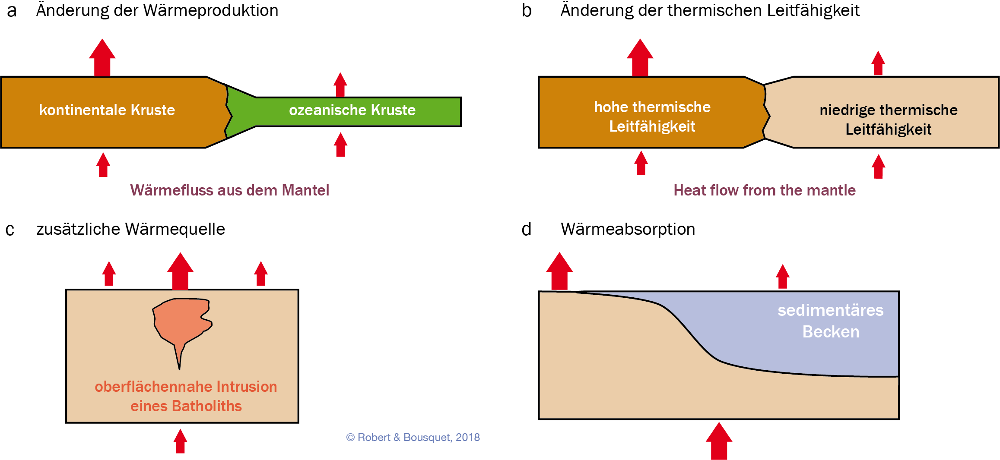 a Änderung der Wärmeproduktion
kontinentale Kruste
ozeanische Kruste
Wärmefluss aus dem Mantel
b Änderung der thermischen Leitfähigkeit
hohe thermische
Leitfähigkeit
niedrige thermische
Leitfähigkeit
Heat flow from the mantle
c zusätzliche Wärmequelle
oberflächennahe Intrusion
eines Batholiths
d Wärmeabsorption
sedimentäres
Becken
© Robert & Bousquet, 2018